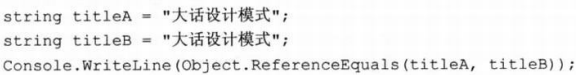 string titleA = "大话设计模式";
string titleB = "大话设计模式";
Console.WriteLine(Object.ReferenceEquals(titleA, titleB));